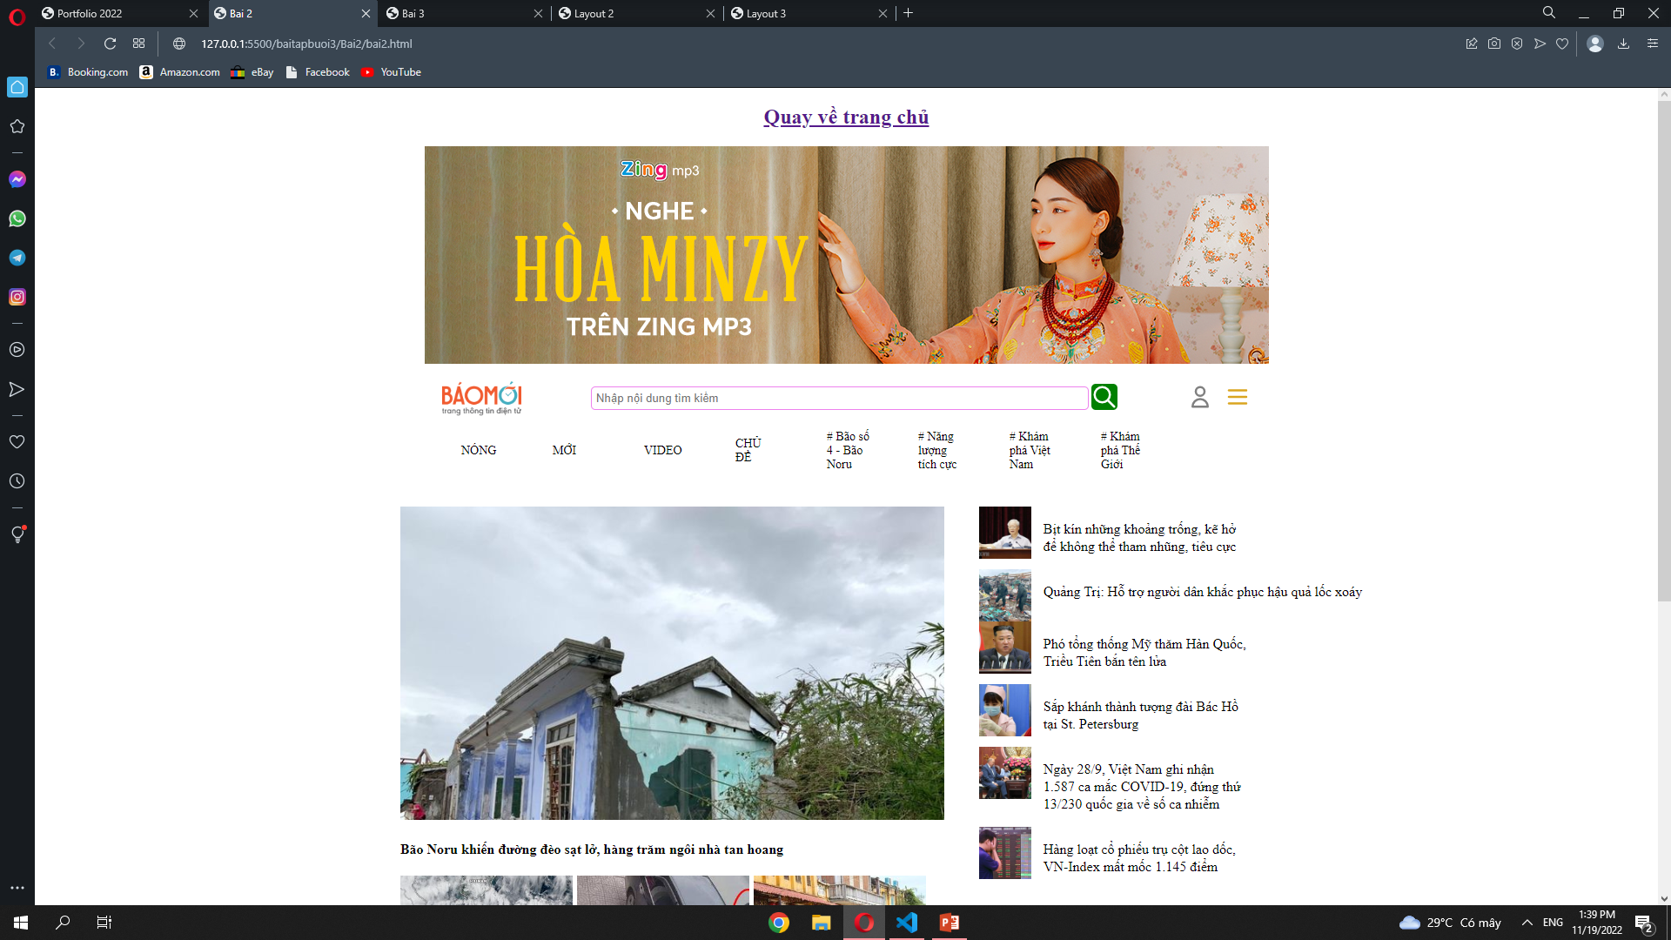 Portfolio 2022
Bai 2
Bai 3
Layout 2
Layout 3
127.0.0.1:5500/baitapbuoi3/Bai2/bai2.html
B.
Booking.com
a
Amazon.com
eBay
Facebook
YouTube
Quay về trang chủ
Zing mp3
• NGHE •
HÒA MINZY
TRÊN ZING MP3
BÁOMỚI
trang thông tin điện tử
Nhập nội dung tìm kiếm
NÓNG
MỚI
VIDEO
CHỦ
ĐỀ
# Bão số
4 - Bão
Noru
# Năng
lượng
tích cực
# Khám
phá Việt
Nam
# Khám
phá Thế
Giới
Bịt kín những khoảng trống, kẽ hở
để không thể tham nhũng, tiêu cực
Quảng Trị: Hỗ trợ người dân khắc phục hậu quả lốc xoáy
Phó tổng thống Mỹ thăm Hàn Quốc,
Triều Tiên bắn tên lửa
Sắp khánh thành tượng đài Bác Hồ
tại St. Petersburg
Ngày 28/9, Việt Nam ghi nhận
1.587 ca mắc COVID-19, đứng thứ
13/230 quốc gia về số ca nhiễm
Hàng loạt cổ phiếu trụ cột lao dốc,
VN-Index mất mốc 1.145 điểm
Bão Noru khiến đường đèo sạt lở, hàng trăm ngôi nhà tan hoang
29°C Có mây
ENG
1:39 PM
11/19/2022
2